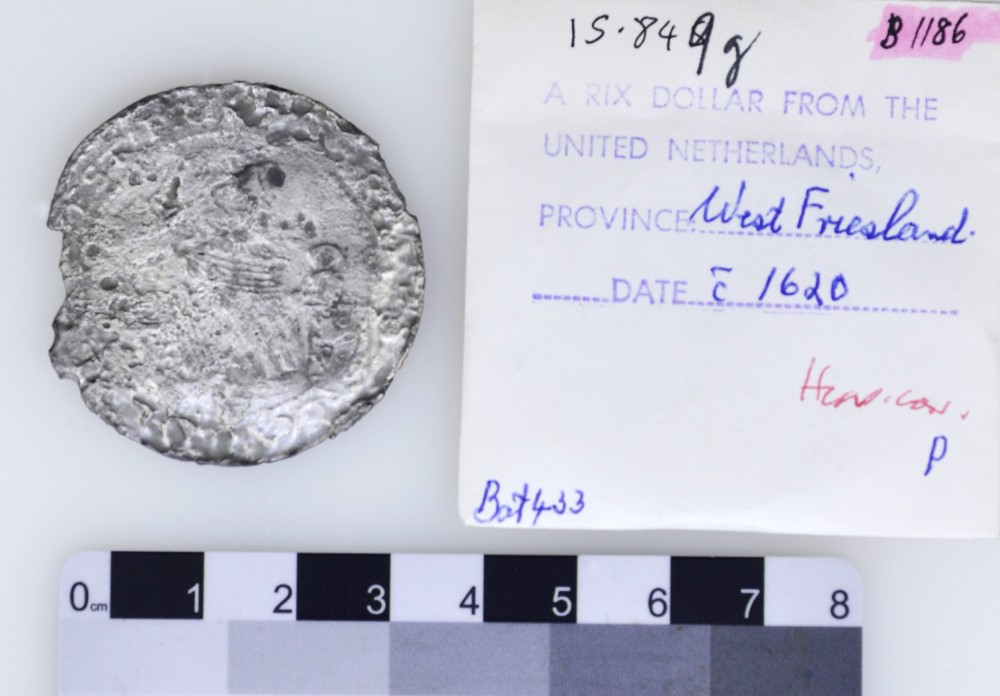 15.849g
B1186
A RIX DOLLAR FROM THE
UNITED NETHERLANDS,
PROVINCE West Friesland.
DATE c̄ 1620
P
Bat433
0cm 1 2 3 4 5 6 7 8